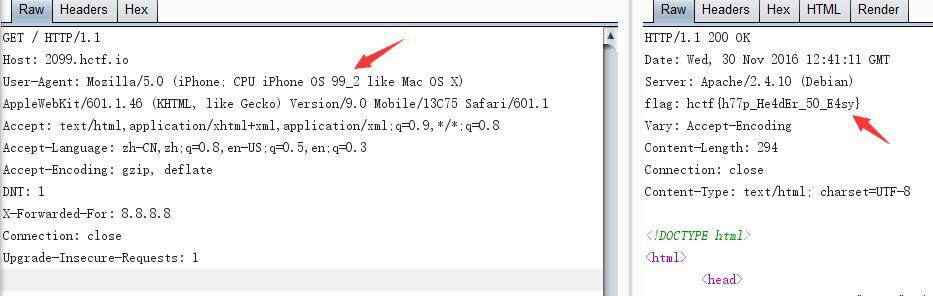 Raw Headers Hex
GET / HTTP/1.1
Host: 2099.hctf.io
User-Agent: Mozilla/5.0 (iPhone; CPU iPhone OS 99_2 like Mac OS X)
AppleWebKit/601.1.46 (KHTML, like Gecko) Version/9.0 Mobile/13C75 Safari/601.1
Accept: text/html,application/xhtml+xml,application/xml;q=0.9,*/*;q=0.8
Accept-Language: zh-CN,zh;q=0.8,en-US;q=0.5,en;q=0.3
Accept-Encoding: gzip, deflate
DNT: 1
X-Forwarded-For: 8.8.8.8
Connection: close
Upgrade-Insecure-Requests: 1
Raw Headers Hex HTML Render
HTTP/1.1 200 OK
Date: Wed, 30 Nov 2016 12:41:11 GMT
Server: Apache/2.4.10 (Debian)
flag: hctf{h77p_He4dEr_50_E4sy}
Vary: Accept-Encoding
Content-Length: 294
Connection: close
Content-Type: text/html; charset=UTF-8
<!DOCTYPE html>
<html>
<head>